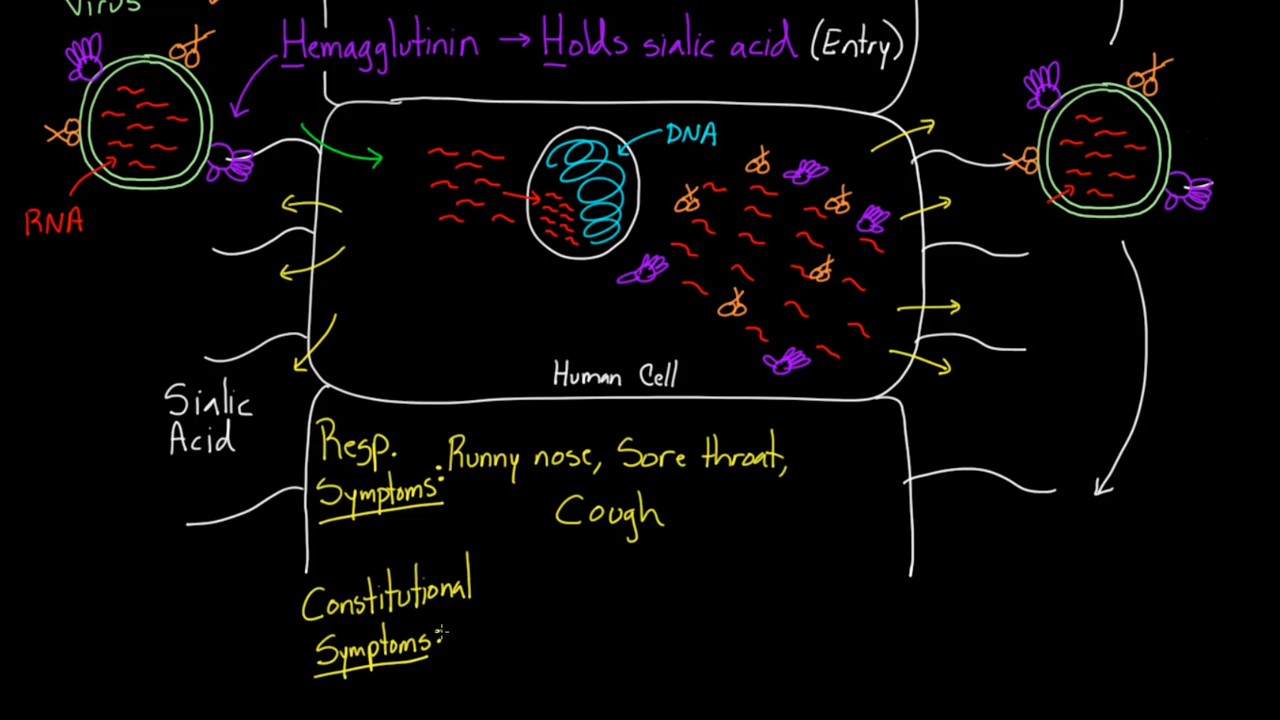 Virus
Hemagglutinin → Holds sialic acid (Entry)
DNA
RNA
Human Cell
Sialic
Acid
Resp.
Symptoms: Runny nose, Sore throat,
Cough
Constitutional
Symptoms: